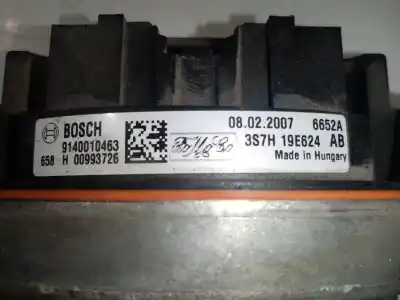 BOSCH
9140010463
658 H 00993726
08.02.2007 6652A
3S7H 19E624 AB
Made in Hungary